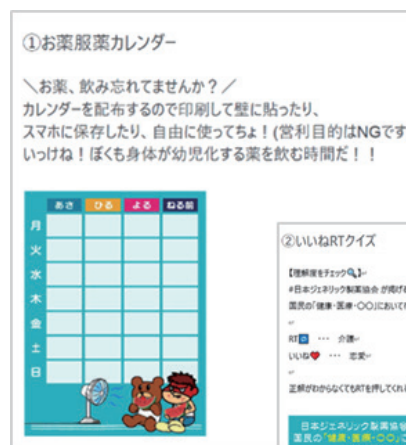 ①お薬服薬カレンダー
＼お薬、飲み忘れてませんか？／
カレンダーを配布するので印刷して壁に貼ったり、
スマホに保存したり、自由に使ってちょ！(営利目的はNGです
いっけね！ぼくも身体が幼児化する薬を飲む時間だ！！
あさ ひる よる ねる前
月
火
水
木
金
土
日
②いいねRTクイズ
【理解度をチェック🔍】
#日本ジェネリック製薬協会 が掲げ
国民の「健康・医療・〇〇」において
RT 🔁 … 介護
いいね❤ … 恋愛
正解がわからなくてもRTを押してくれ
日本ジェネリック製薬協会
国民の「健康・医療・〇〇」